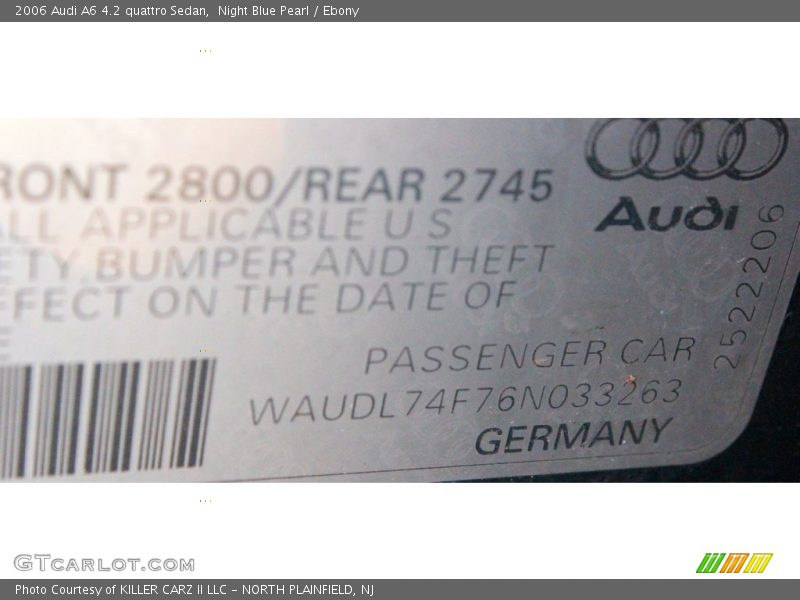 2006 Audi A6 4.2 quattro Sedan, Night Blue Pearl / Ebony
RONT 2800/REAR 2745
ALL APPLICABLE U S
ETY BUMPER AND THEFT
FFECT ON THE DATE OF
Audi
2522206
PASSENGER CAR
WAUDL74F76N033263
GERMANY
GTCARLOT.COM
Photo Courtesy of KILLER CARZ II LLC - NORTH PLAINFIELD, NJ